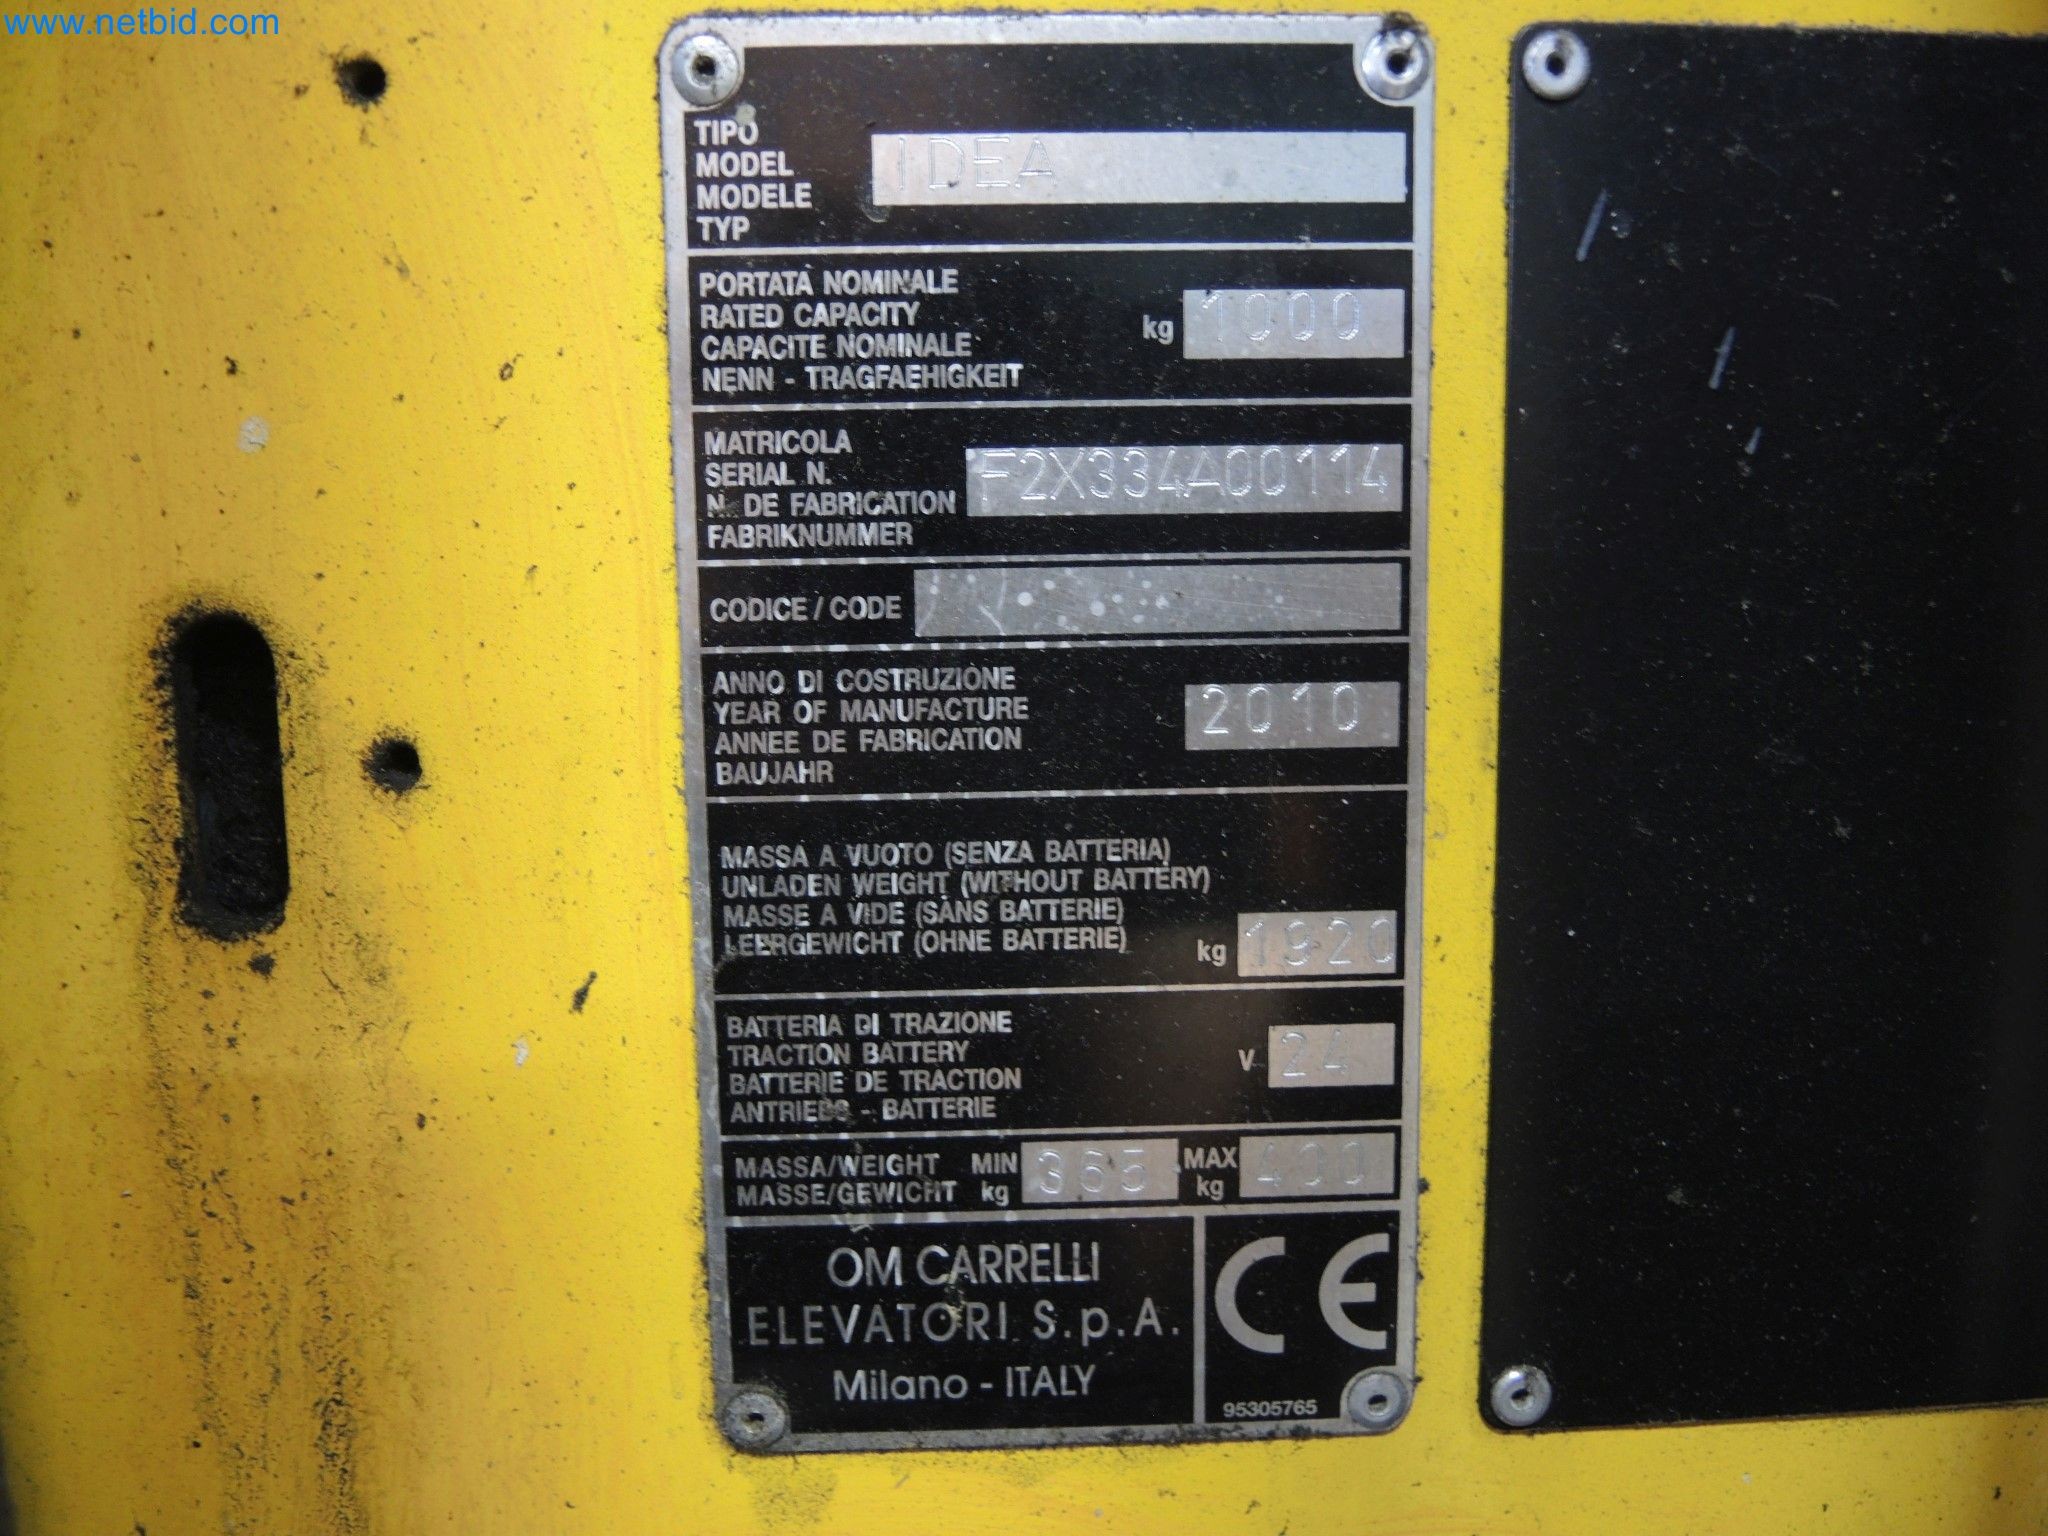 www.netbid.com
TIPO
MODEL
MODELE
TYP
IDEA
PORTATA NOMINALE
RATED CAPACITY
CAPACITE NOMINALE
NENN - TRAGFAEHIGKEIT
kg 1000
MATRICOLA
SERIAL N.
N. DE FABRICATION
FABRIKNUMMER
F2X334A00114
CODICE / CODE
ANNO DI COSTRUZIONE
YEAR OF MANUFACTURE
ANNEE DE FABRICATION
BAUJAHR
2010
MASSA A VUOTO (SENZA BATTERIA)
UNLADEN WEIGHT (WITHOUT BATTERY)
MASSE A VIDE (SANS BATTERIE)
LEERGEWICHT (OHNE BATTERIE)
kg 1920
BATTERIA DI TRAZIONE
TRACTION BATTERY
BATTERIE DE TRACTION
ANTRIEBS - BATTERIE
V 24
MASSA/WEIGHT
MASSE/GEWICHT
MIN kg 365
MAX kg 400
OM CARRELLI
ELEVATORI S.p.A.
Milano - ITALY
CE
95305765